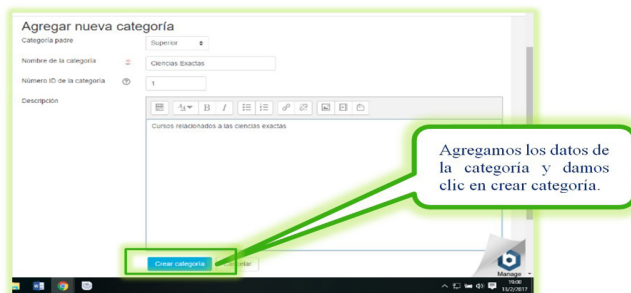 Agregar nueva categoría
Categoría padre
Superior
Nombre de la categoría
Ciencias Exactas
Número ID de la categoría
1
Descripción
B I
Cursos relacionados a las ciencias exactas
Agregamos los datos de
la categoría y damos
clic en crear categoría.
Crear categoría
Manage
19:00
13/2/2017